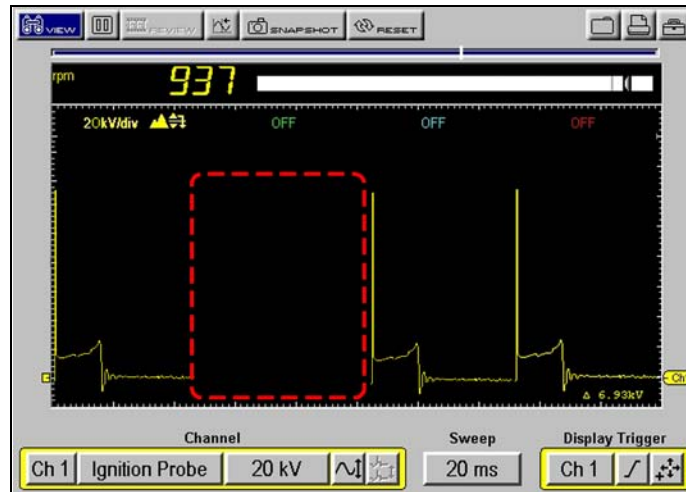 VIEW REVIEW SNAPSHOT RESET
rpm 937
20kV/div OFF OFF OFF
Ch1
Δ 6.93kV
Channel Sweep Display Trigger
Ch 1 Ignition Probe 20 kV 20 ms Ch 1